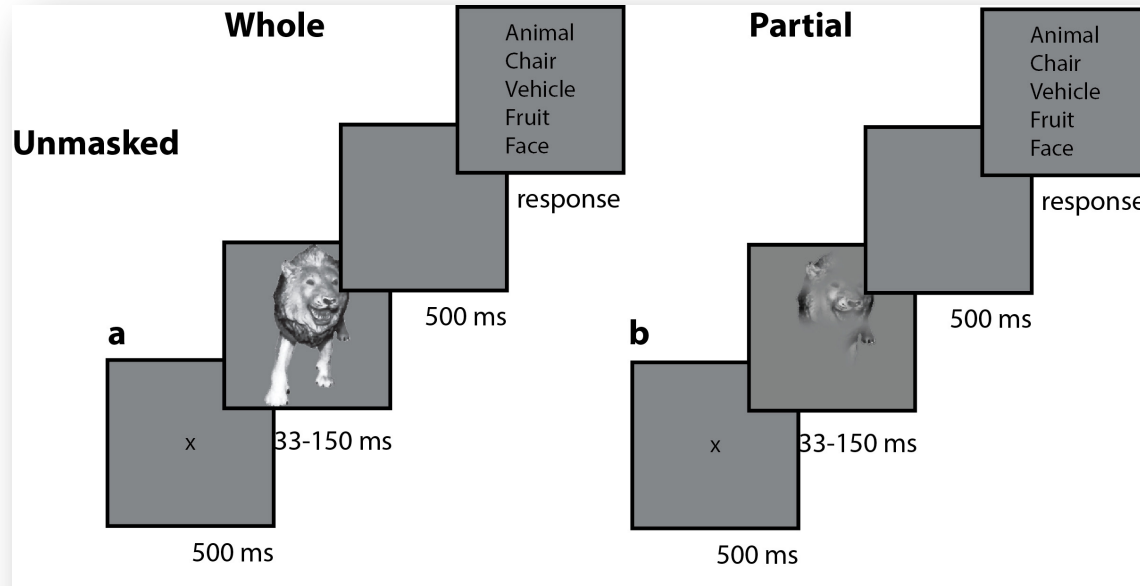 Whole
Partial
Unmasked
Animal
Chair
Vehicle
Fruit
Face
response
500 ms
a
33-150 ms
x
500 ms
Animal
Chair
Vehicle
Fruit
Face
response
500 ms
b
33-150 ms
x
500 ms